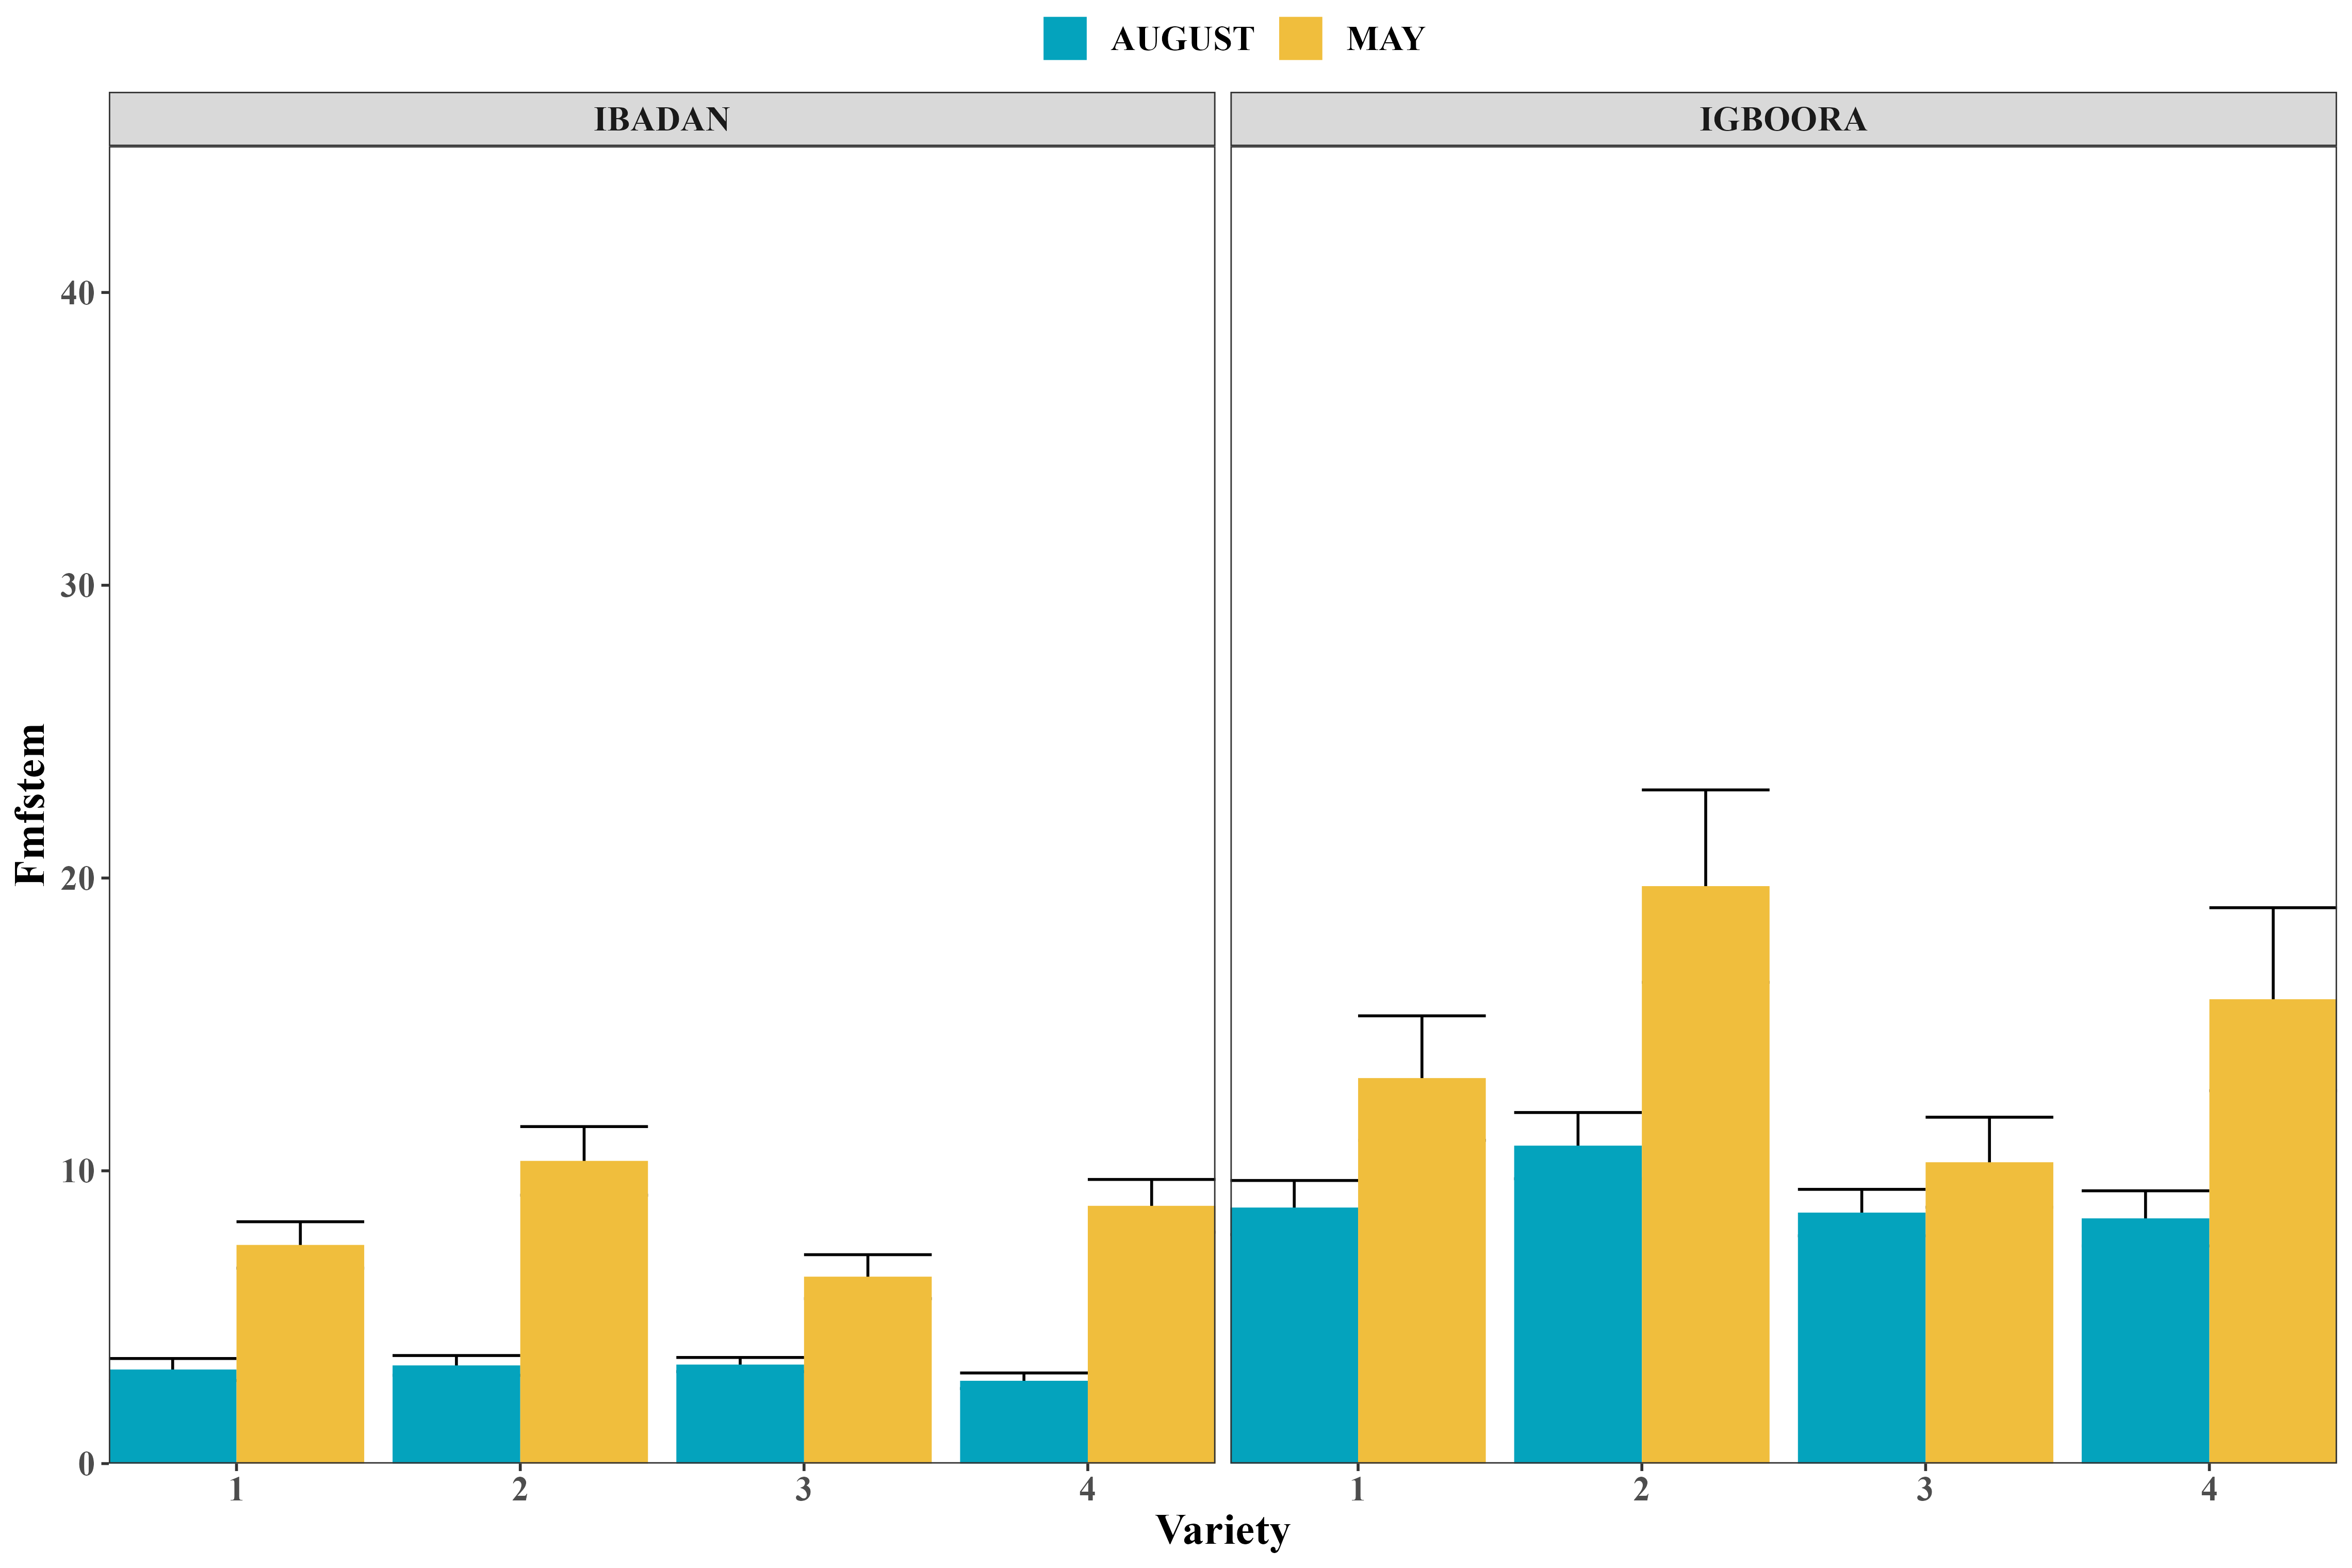 AUGUST MAY
IBADAN IGBOORA
40
30
20
10
0
Fmfstem
1 2 3 4 1 2 3 4
Variety